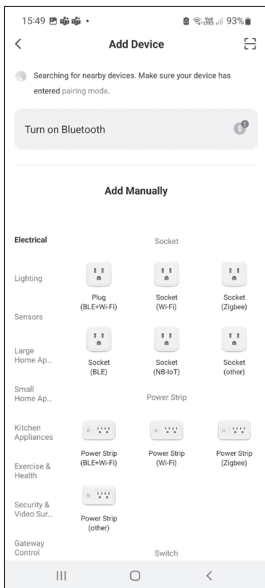 15:49
93%
Add Device
Searching for nearby devices. Make sure your device has
entered pairing mode.
Turn on Bluetooth
Add Manually
Electrical
Lighting
Sensors
Large
Home Ap...
Small
Home Ap...
Kitchen
Appliances
Exercise &
Health
Security &
Video Sur...
Gateway
Control
Socket
Plug
(BLE+Wi-Fi)
Socket
(Wi-Fi)
Socket
(Zigbee)
Socket
(BLE)
Socket
(NB-IoT)
Socket
(other)
Power Strip
Power Strip
(BLE+Wi-Fi)
Power Strip
(Wi-Fi)
Power Strip
(Zigbee)
Power Strip
(other)
Switch